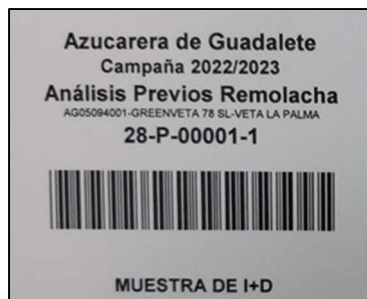 Azucarera de Guadalete
Campaña 2022/2023
Análisis Previos Remolacha
AG05094001-GREENVETA 78 SL-VETA LA PALMA
28-P-00001-1
MUESTRA DE I+D